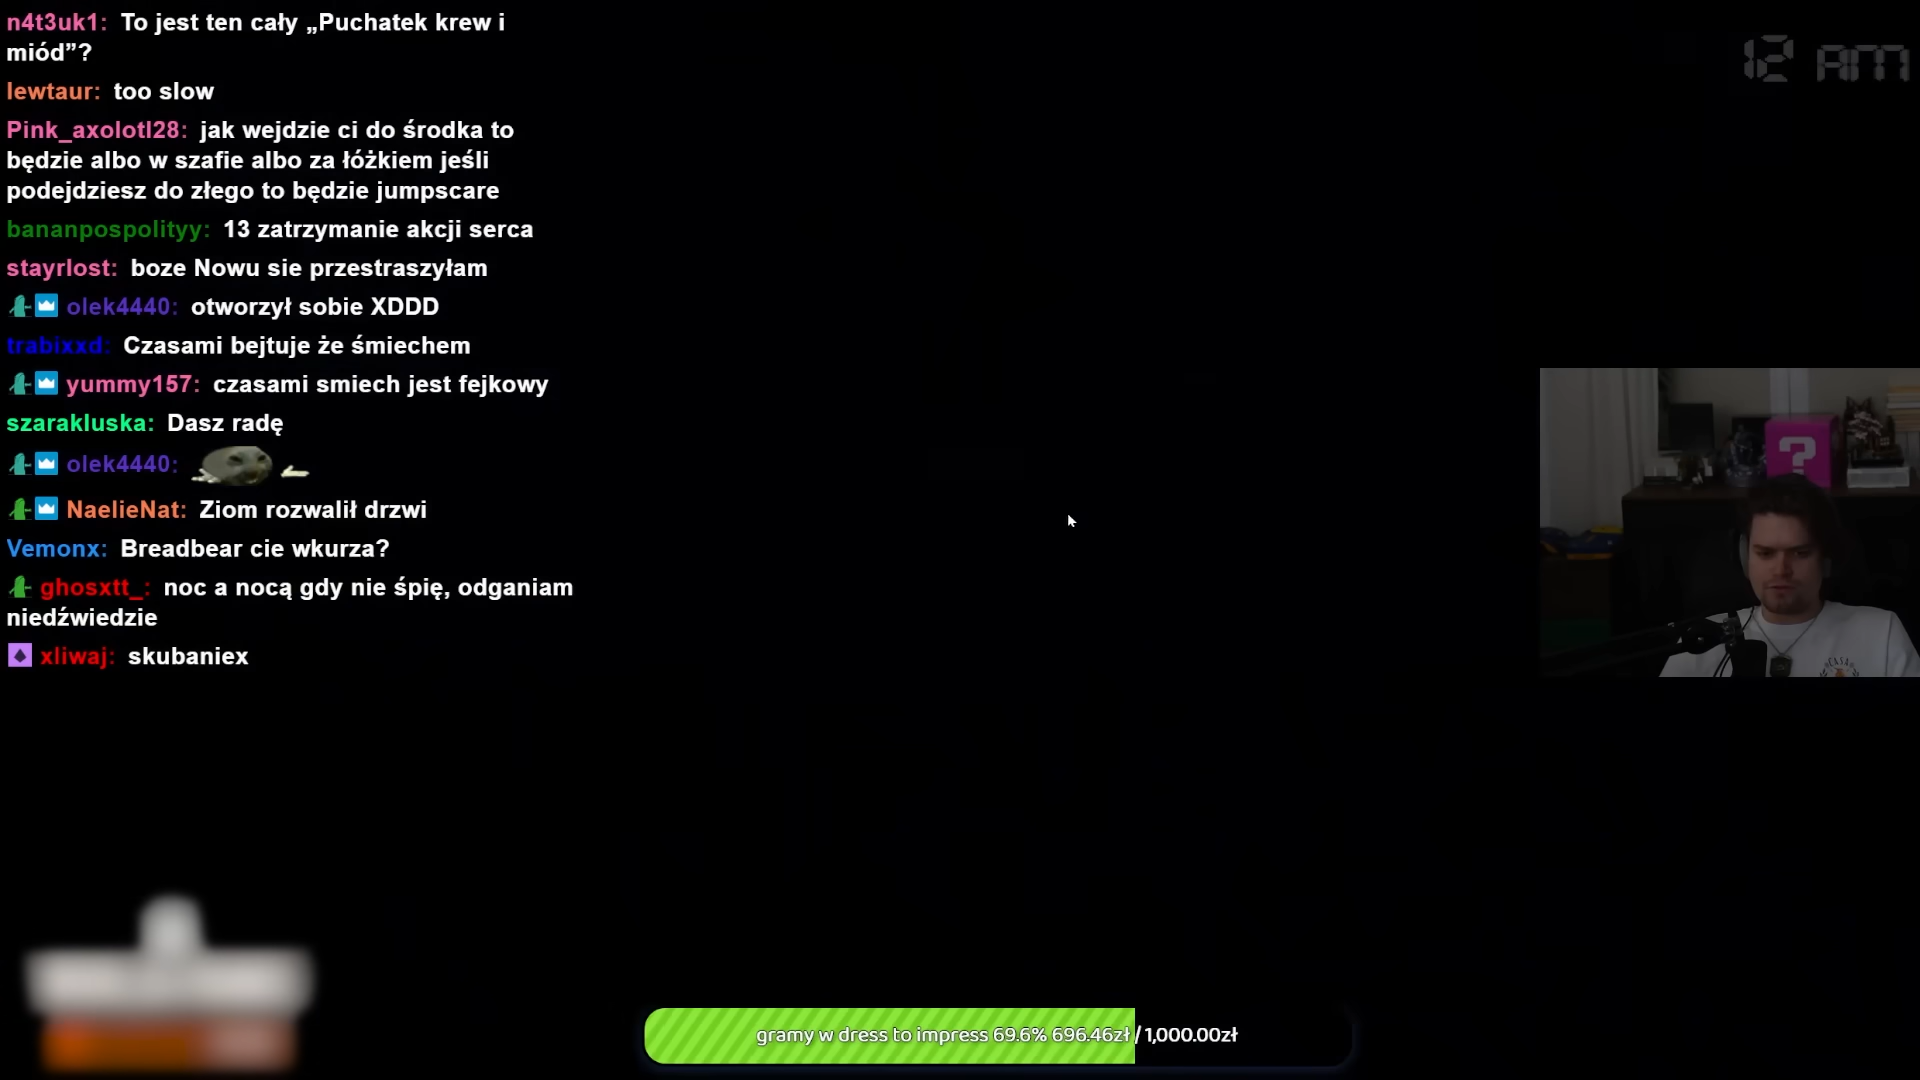 n4t3uk1: To jest ten cały „Puchatek krew i
miód”?
lewtaur: too slow
Pink_axolotl28: jak wejdzie ci do środka to
będzie albo w szafie albo za łóżkiem jeśli
podejdziesz do złego to będzie jumpscare
bananpospolityy: 13 zatrzymanie akcji serca
stayrlost: boze Nowu sie przestraszyłam
olek4440: otworzył sobie XDDD
trabixxd: Czasami bejtuje że śmiechem
yummy157: czasami smiech jest fejkowy
szarakluska: Dasz radę
olek4440:
NaelieNat: Ziom rozwalił drzwi
Vemonx: Breadbear cie wkurza?
ghosxtt_: noc a nocą gdy nie śpię, odganiam
niedźwiedzie
xliwaj: skubaniex
12 AM
?
gramy w dress to impress 69.6% 696.46zł / 1,000.00zł